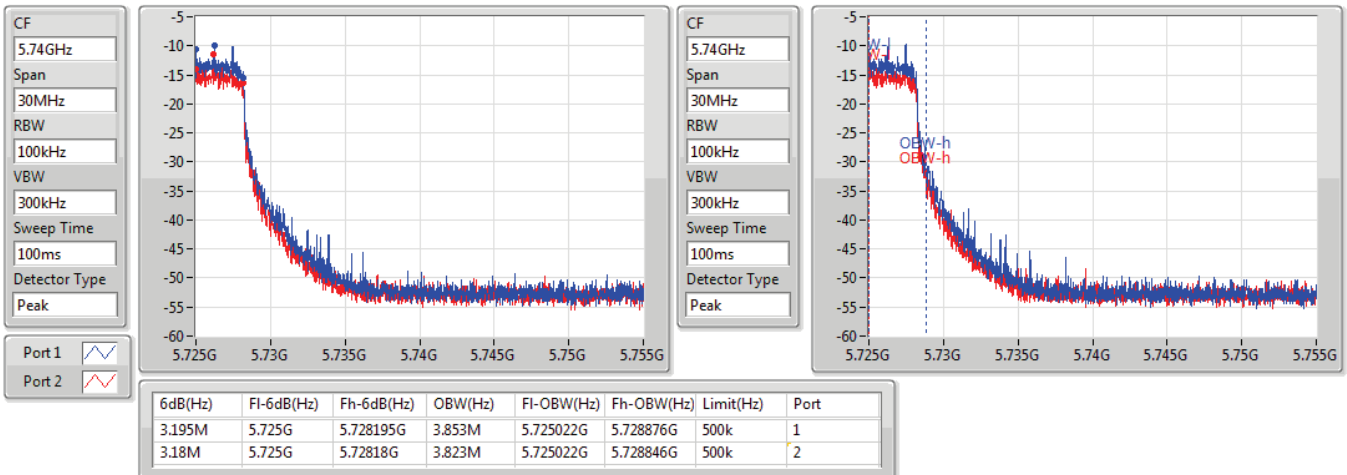 CF
5.74GHz
Span
30MHz
RBW
100kHz
VBW
300kHz
Sweep Time
100ms
Detector Type
Peak
Port 1
Port 2
-5
-10
-15
-20
-25
-30
-35
-40
-45
-50
-55
-60
5.725G 5.73G 5.735G 5.74G 5.745G 5.75G 5.755G
CF
5.74GHz
Span
30MHz
RBW
100kHz
VBW
300kHz
Sweep Time
100ms
Detector Type
Peak
-5
-10
-15
-20
-25
-30
-35
-40
-45
-50
-55
-60
OBW-h
OBW-h
5.725G 5.73G 5.735G 5.74G 5.745G 5.75G 5.755G
6dB(Hz) Fl-6dB(Hz) Fh-6dB(Hz) OBW(Hz) Fl-OBW(Hz) Fh-OBW(Hz) Limit(Hz) Port
3.195M 5.725G 5.728195G 3.853M 5.725022G 5.728876G 500k 1
3.18M 5.725G 5.72818G 3.823M 5.725022G 5.728846G 500k 2